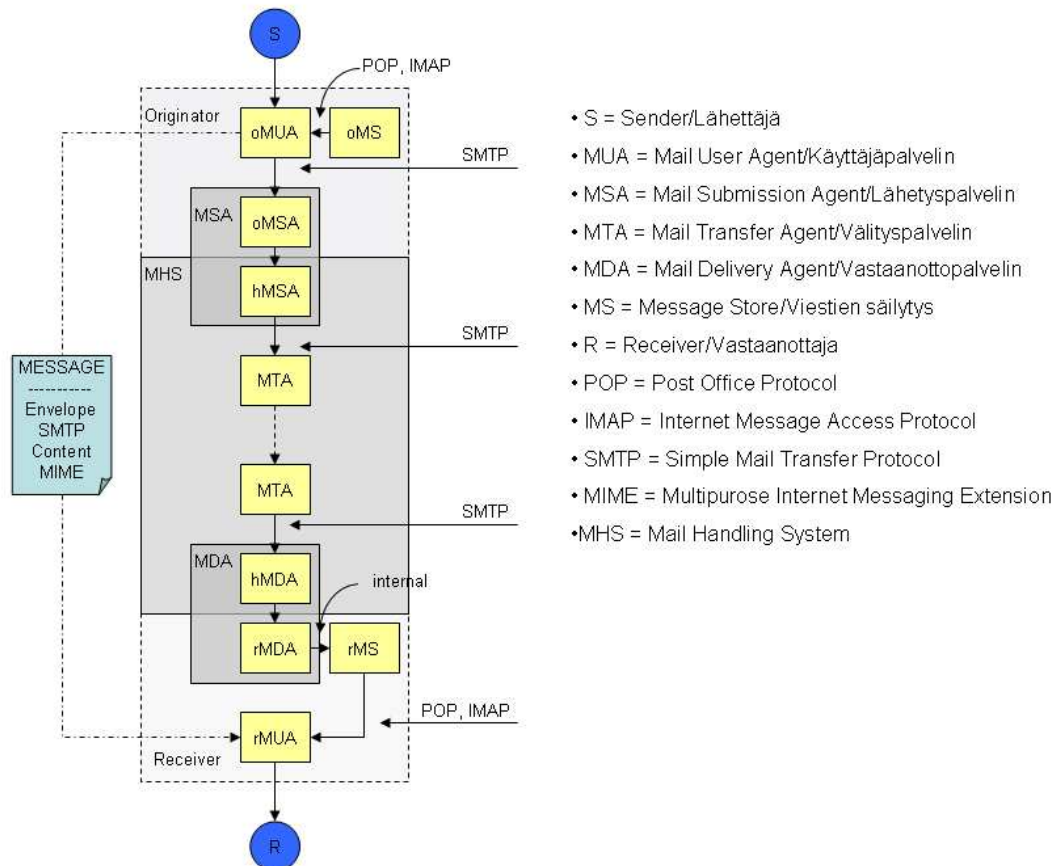 S
POP, IMAP
Originator
oMUA
oMS
SMTP
MSA
oMSA
MHS
hMSA
SMTP
MTA
MESSAGE
-----------
Envelope
SMTP
Content
MIME
MTA
SMTP
MDA
hMDA
internal
rMDA
rMS
POP, IMAP
rMUA
Receiver
R
• S = Sender/Lähettäjä
• MUA = Mail User Agent/Käyttäjäpalvelin
• MSA = Mail Submission Agent/Lähetyspalvelin
• MTA = Mail Transfer Agent/Välityspalvelin
• MDA = Mail Delivery Agent/Vastaanottopalvelin
• MS = Message Store/Viestien säilytys
• R = Receiver/Vastaanottaja
• POP = Post Office Protocol
• IMAP = Internet Message Access Protocol
• SMTP = Simple Mail Transfer Protocol
• MIME = Multipurose Internet Messaging Extension
•MHS = Mail Handling System